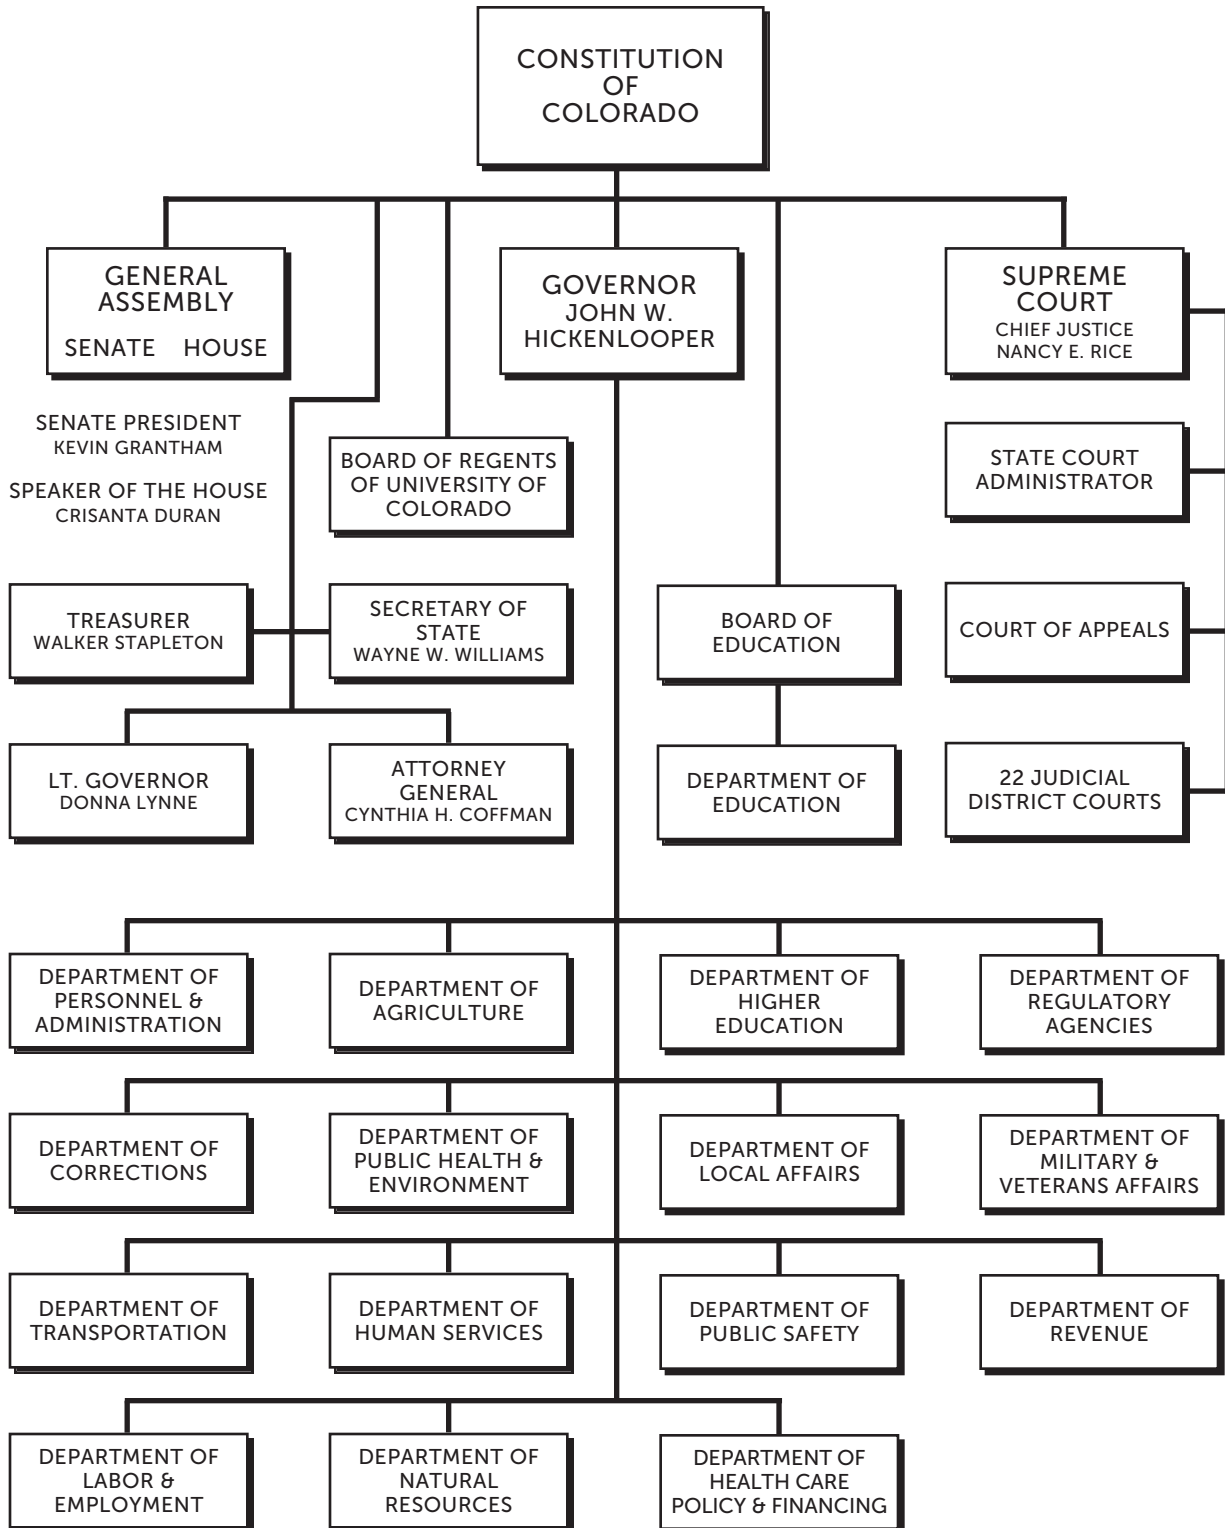 CONSTITUTION
OF
COLORADO
GENERAL
ASSEMBLY
SENATE HOUSE
GOVERNOR
JOHN W.
HICKENLOOPER
SUPREME
COURT
CHIEF JUSTICE
NANCY E. RICE
SENATE PRESIDENT
KEVIN GRANTHAM
SPEAKER OF THE HOUSE
CRISANTA DURAN
BOARD OF REGENTS
OF UNIVERSITY OF
COLORADO
STATE COURT
ADMINISTRATOR
TREASURER
WALKER STAPLETON
SECRETARY OF
STATE
WAYNE W. WILLIAMS
BOARD OF
EDUCATION
COURT OF APPEALS
LT. GOVERNOR
DONNA LYNNE
ATTORNEY
GENERAL
CYNTHIA H. COFFMAN
DEPARTMENT OF
EDUCATION
22 JUDICIAL
DISTRICT COURTS
DEPARTMENT OF
PERSONNEL &
ADMINISTRATION
DEPARTMENT OF
AGRICULTURE
DEPARTMENT OF
HIGHER
EDUCATION
DEPARTMENT OF
REGULATORY
AGENCIES
DEPARTMENT OF
CORRECTIONS
DEPARTMENT OF
PUBLIC HEALTH &
ENVIRONMENT
DEPARTMENT OF
LOCAL AFFAIRS
DEPARTMENT OF
MILITARY &
VETERANS AFFAIRS
DEPARTMENT OF
TRANSPORTATION
DEPARTMENT OF
HUMAN SERVICES
DEPARTMENT OF
PUBLIC SAFETY
DEPARTMENT OF
REVENUE
DEPARTMENT OF
LABOR &
EMPLOYMENT
DEPARTMENT OF
NATURAL
RESOURCES
DEPARTMENT OF
HEALTH CARE
POLICY & FINANCING